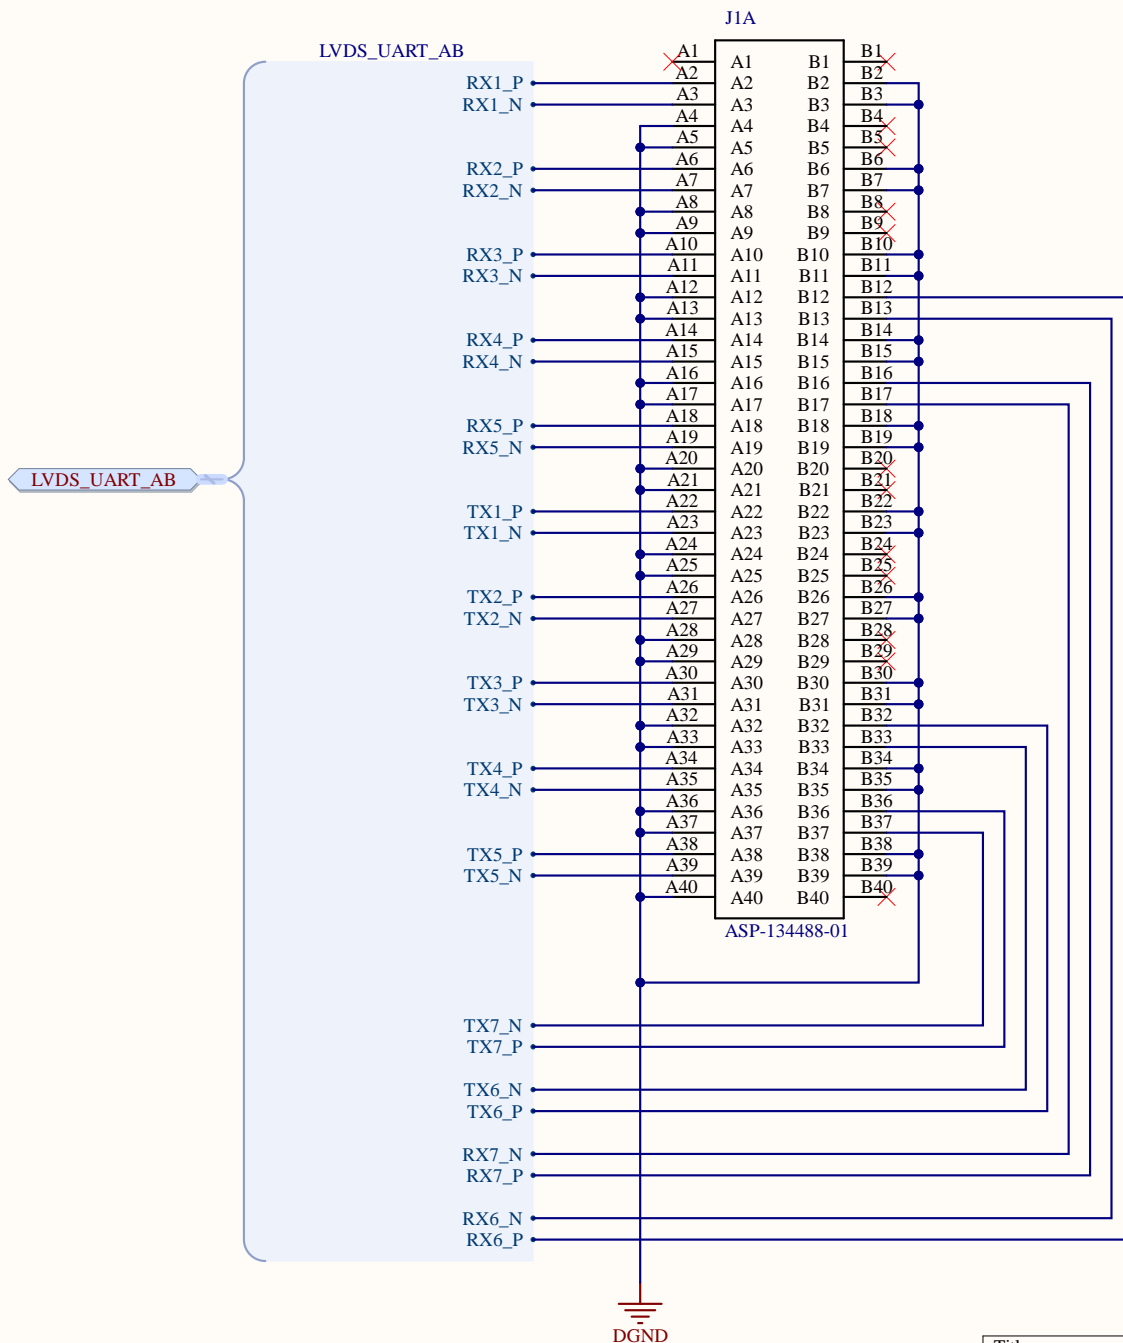 J1A
LVDS_UART_AB
A1 A1 B1 B1
RX1_P A2 A2 B2 B2
RX1_N A3 A3 B3 B3
A4 A4 B4 B4
A5 A5 B5 B5
RX2_P A6 A6 B6 B6
RX2_N A7 A7 B7 B7
A8 A8 B8 B8
A9 A9 B9 B9
RX3_P A10 A10 B10 B10
RX3_N A11 A11 B11 B11
A12 A12 B12 B12
A13 A13 B13 B13
RX4_P A14 A14 B14 B14
RX4_N A15 A15 B15 B15
A16 A16 B16 B16
A17 A17 B17 B17
RX5_P A18 A18 B18 B18
RX5_N A19 A19 B19 B19
A20 A20 B20 B20
LVDS_UART_AB
A21 A21 B21 B21
TX1_P A22 A22 B22 B22
TX1_N A23 A23 B23 B23
A24 A24 B24 B24
A25 A25 B25 B25
TX2_P A26 A26 B26 B26
TX2_N A27 A27 B27 B27
A28 A28 B28 B28
A29 A29 B29 B29
TX3_P A30 A30 B30 B30
TX3_N A31 A31 B31 B31
A32 A32 B32 B32
A33 A33 B33 B33
TX4_P A34 A34 B34 B34
TX4_N A35 A35 B35 B35
A36 A36 B36 B36
A37 A37 B37 B37
TX5_P A38 A38 B38 B38
TX5_N A39 A39 B39 B39
A40 A40 B40 B40
ASP-134488-01
TX7_N
TX7_P
TX6_N
TX6_P
RX7_N
RX7_P
RX6_N
RX6_P
DGND